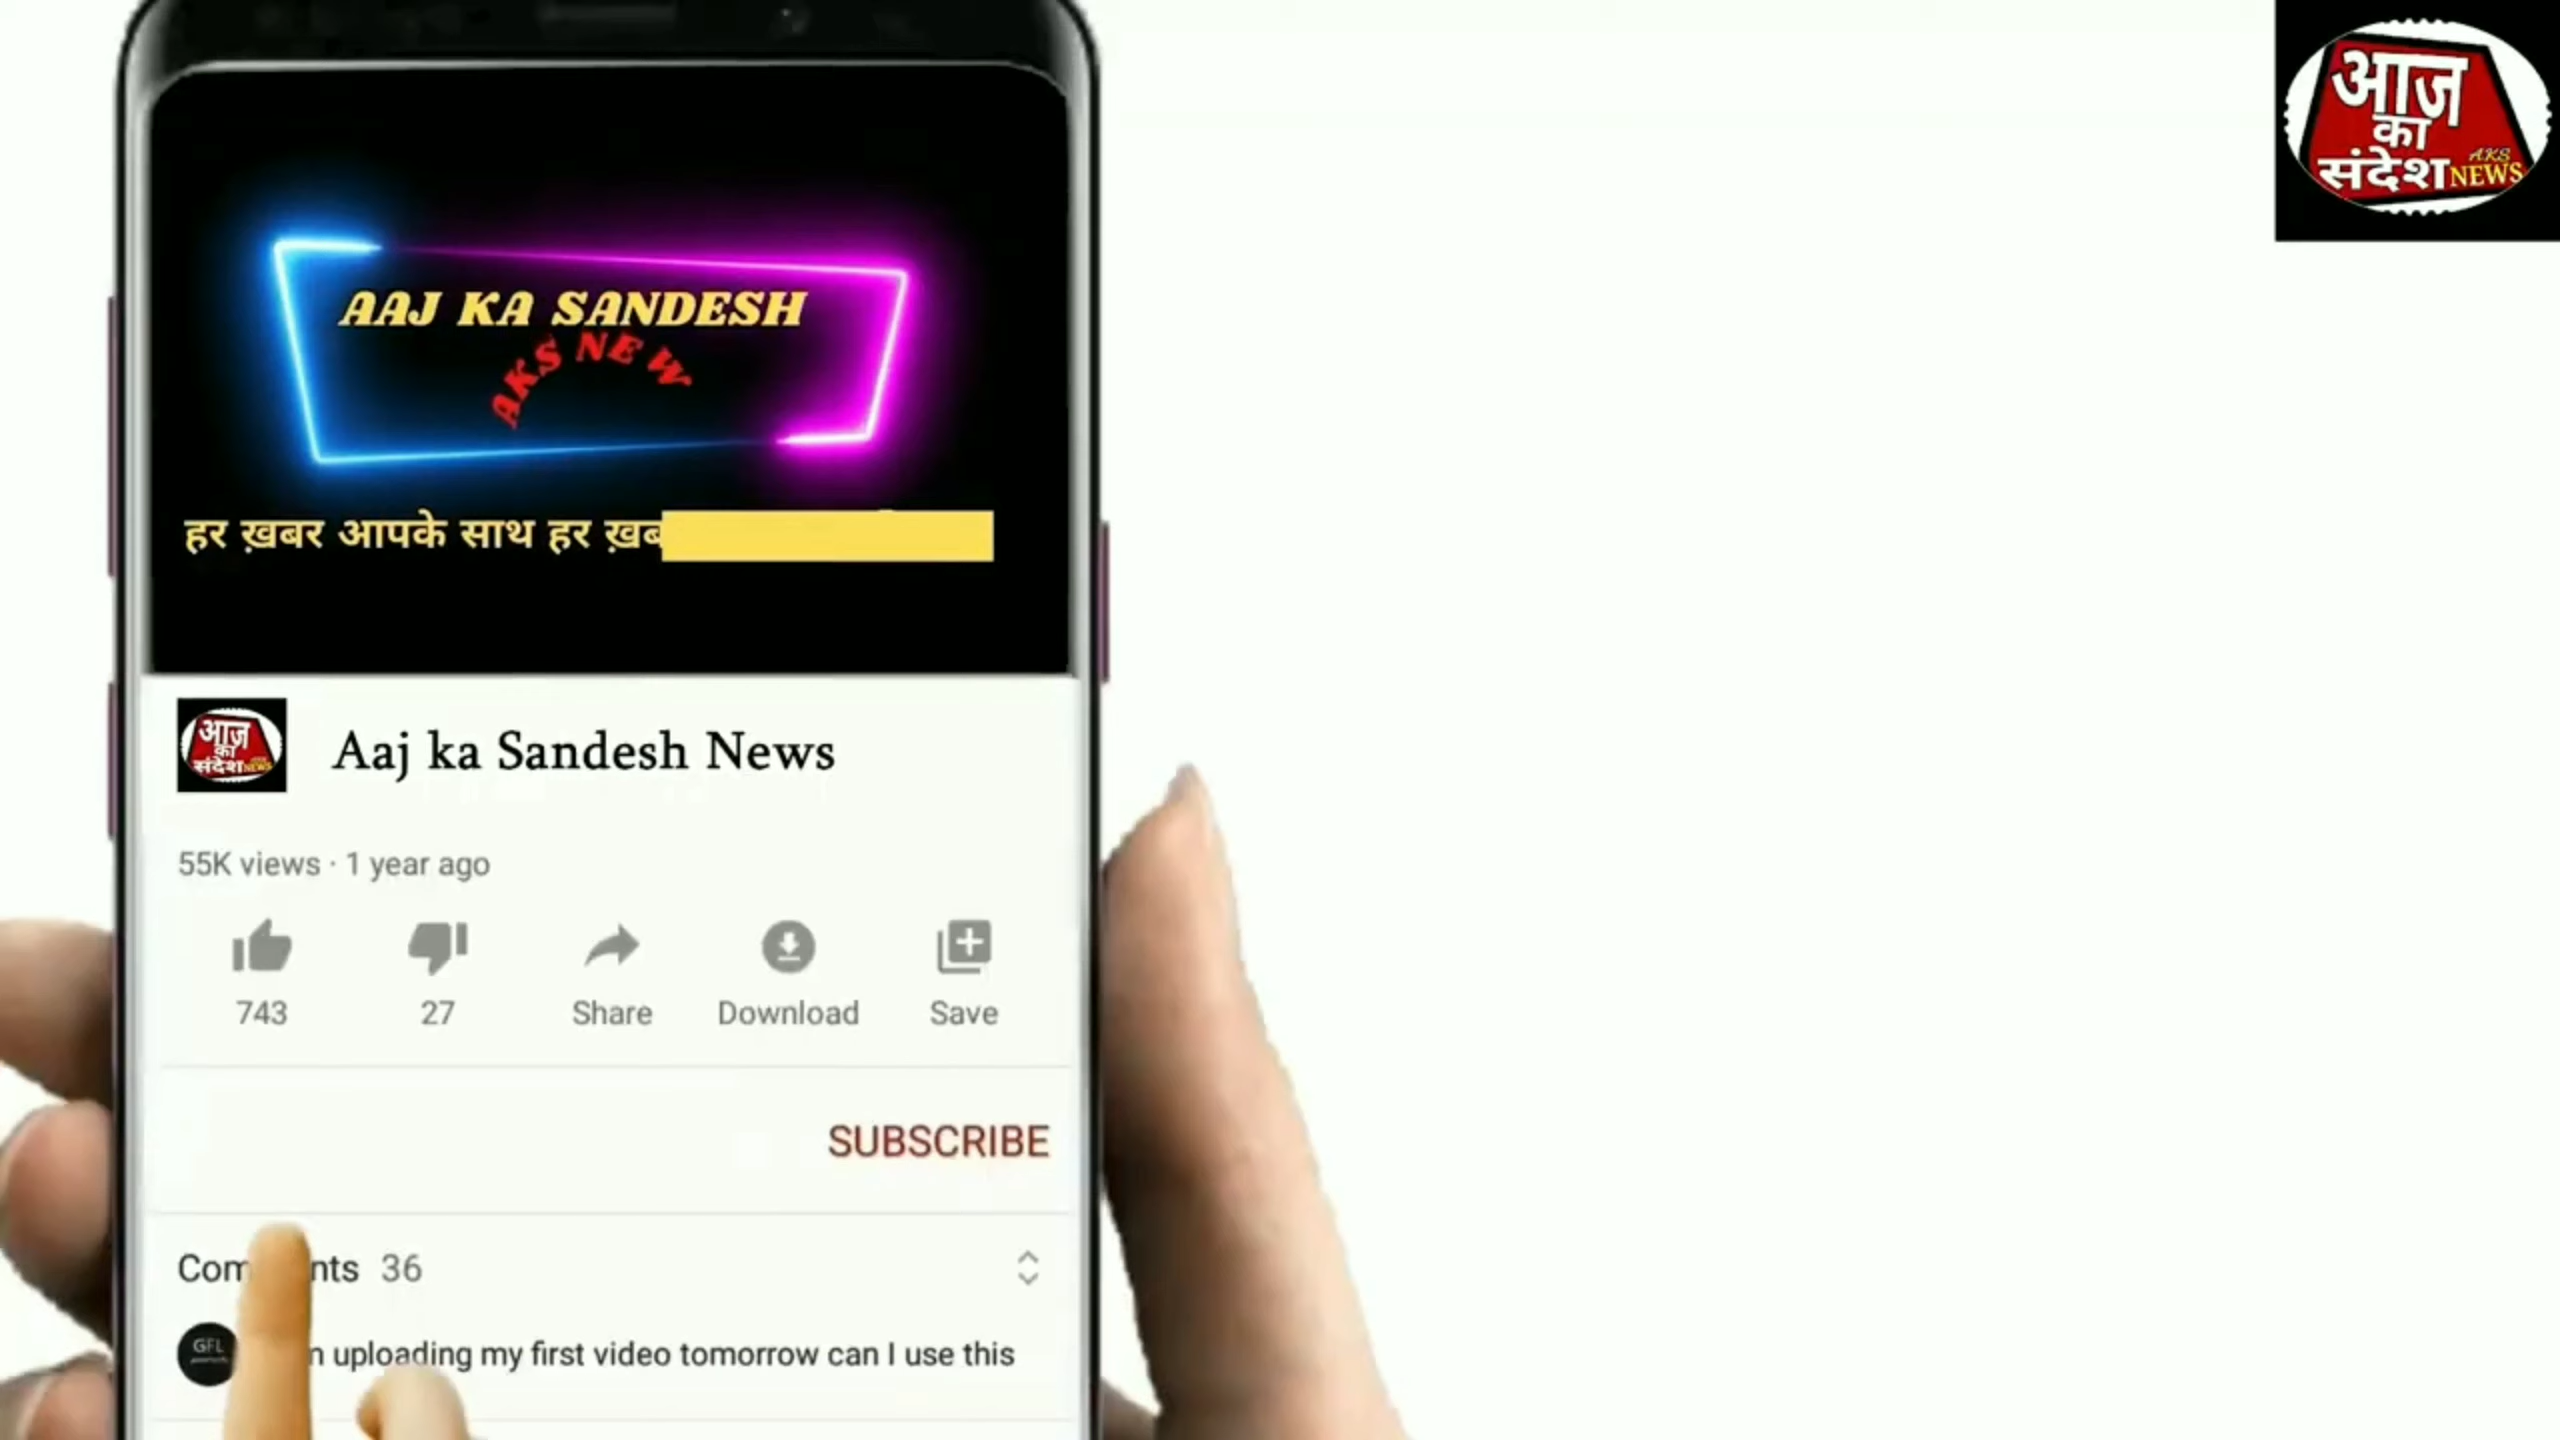 आज
का
संदेश AKS NEWS
AAJ KA SANDESH
AKS NEW
हर ख़बर आपके साथ हर
आज
का
संदेश NEWS
Aaj ka Sandesh News
55K views · 1 year ago
743 27 Share Download Save
SUBSCRIBE
36
GFL
uploading my first video tomorrow can I use this